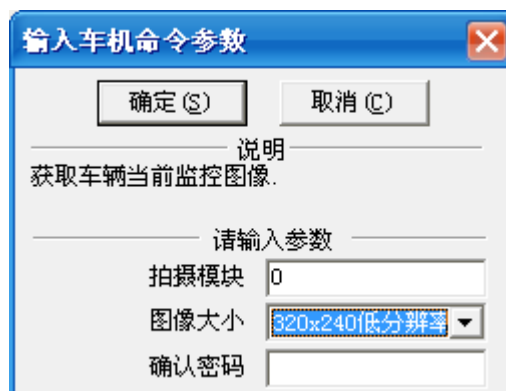 输入车机命令参数
确定(S) 取消(C)
说明
获取车辆当前监控图像.
请输入参数
拍摄模块 0
图像大小 320x240低分辨率
确认密码